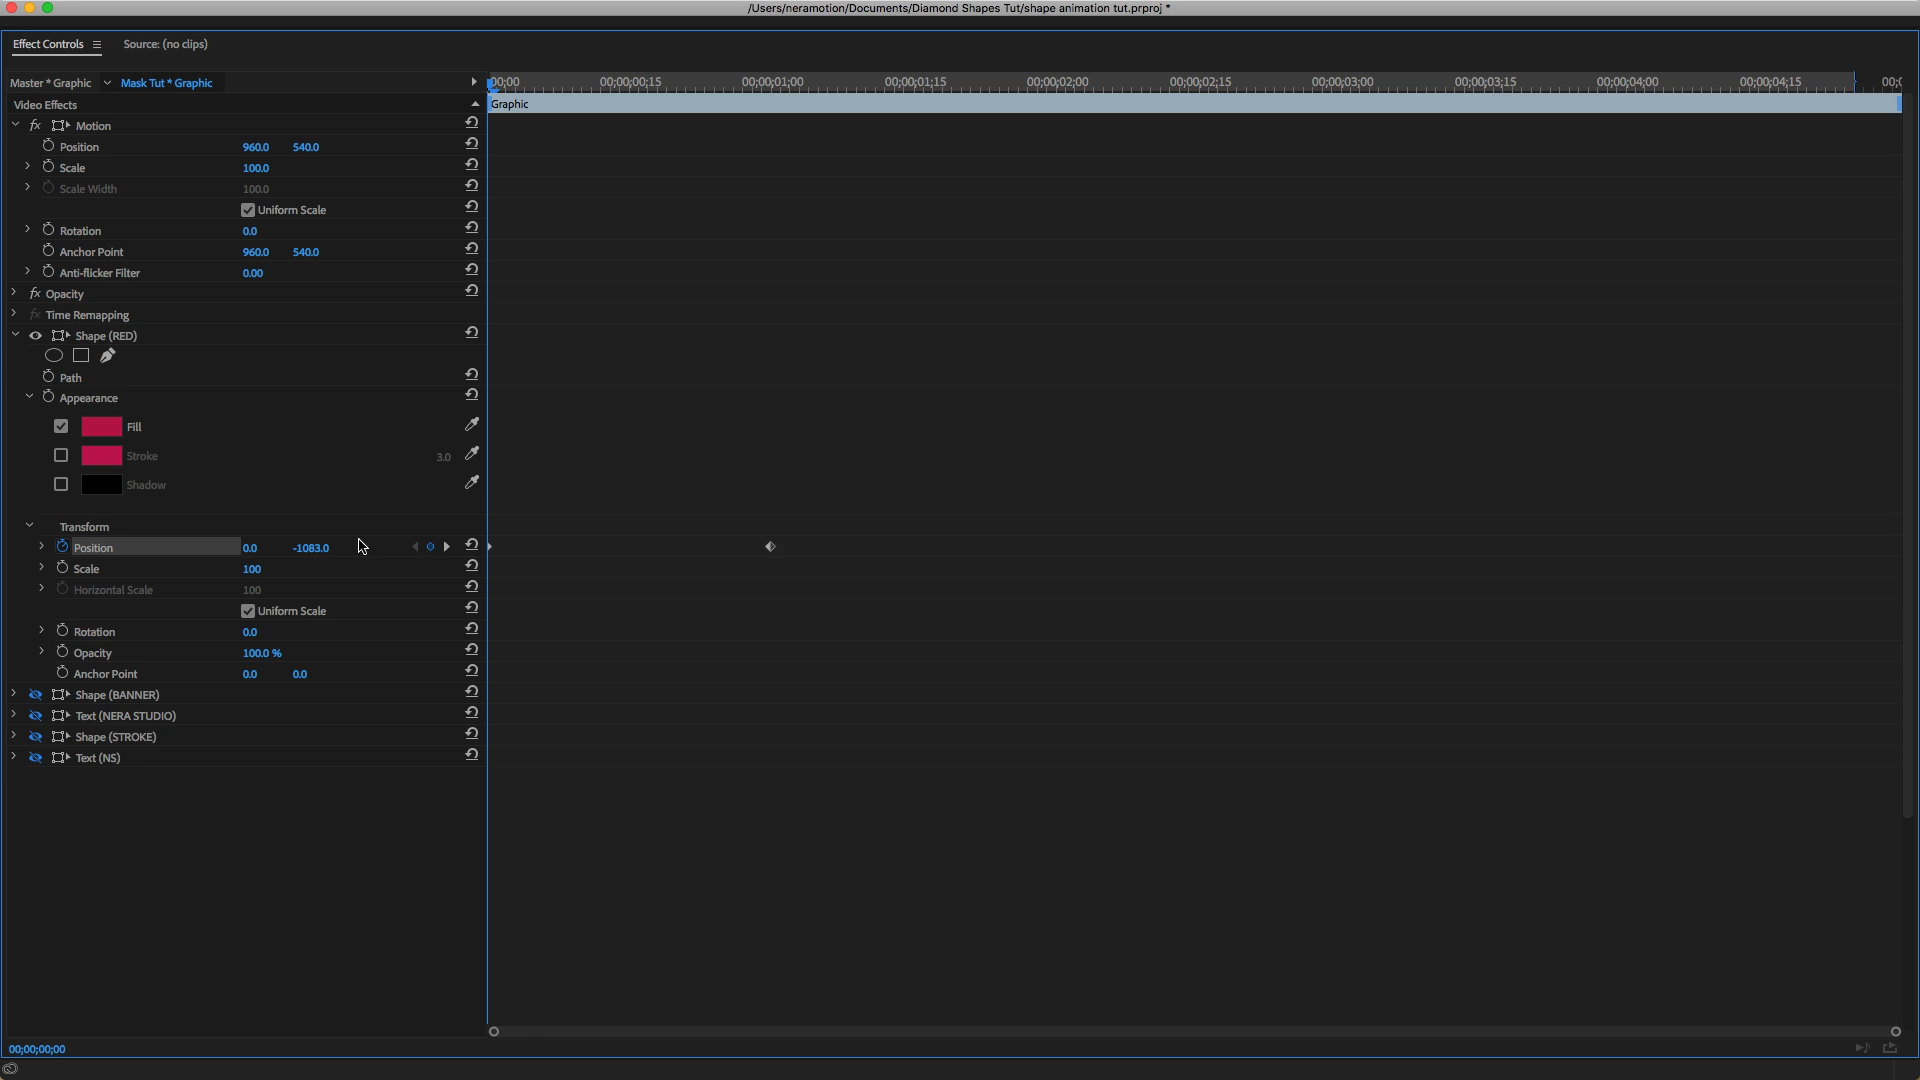 /Users/neramotion/Documents/Diamond Shapes Tut/shape animation tut.prproj *
Effect Controls Source: (no clips)
Master * Graphic Mask Tut * Graphic
00;00 00;00;00;15 00;00;01;00 00;00;01;15 00;00;02;00 00;00;02;15 00;00;03;00 00;00;03;15 00;00;04;00 00;00;04;15
Video Effects Graphic
fx Motion
Position 960.0 540.0
Scale 100.0
Scale Width 100.0
Uniform Scale
Rotation 0.0
Anchor Point 960.0 540.0
Anti-flicker Filter 0.00
fx Opacity
fx Time Remapping
Shape (RED)
Path
Appearance
Fill
Stroke 3.0
Shadow
Transform
Position 0.0 -1083.0
Scale 100
Horizontal Scale 100
Uniform Scale
Rotation 0.0
Opacity 100.0 %
Anchor Point 0.0 0.0
Shape (BANNER)
Text (NERA STUDIO)
Shape (STROKE)
Text (NS)
00;00;00;00